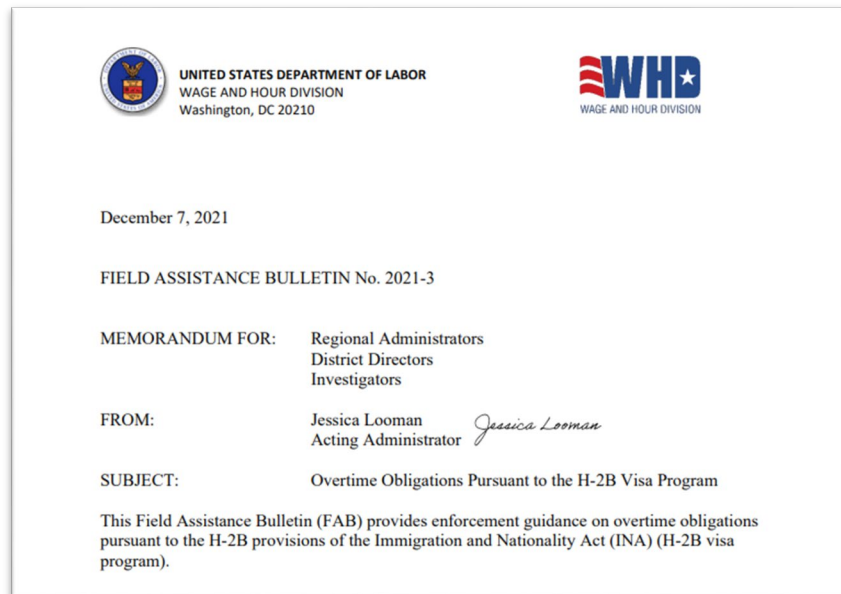 UNITED STATES DEPARTMENT OF LABOR
WAGE AND HOUR DIVISION
Washington, DC 20210
WHD
WAGE AND HOUR DIVISION
December 7, 2021
FIELD ASSISTANCE BULLETIN No. 2021-3
MEMORANDUM FOR: Regional Administrators
District Directors
Investigators
FROM: Jessica Looman Jessica Looman
Acting Administrator
SUBJECT: Overtime Obligations Pursuant to the H-2B Visa Program
This Field Assistance Bulletin (FAB) provides enforcement guidance on overtime obligations
pursuant to the H-2B provisions of the Immigration and Nationality Act (INA) (H-2B visa
program).